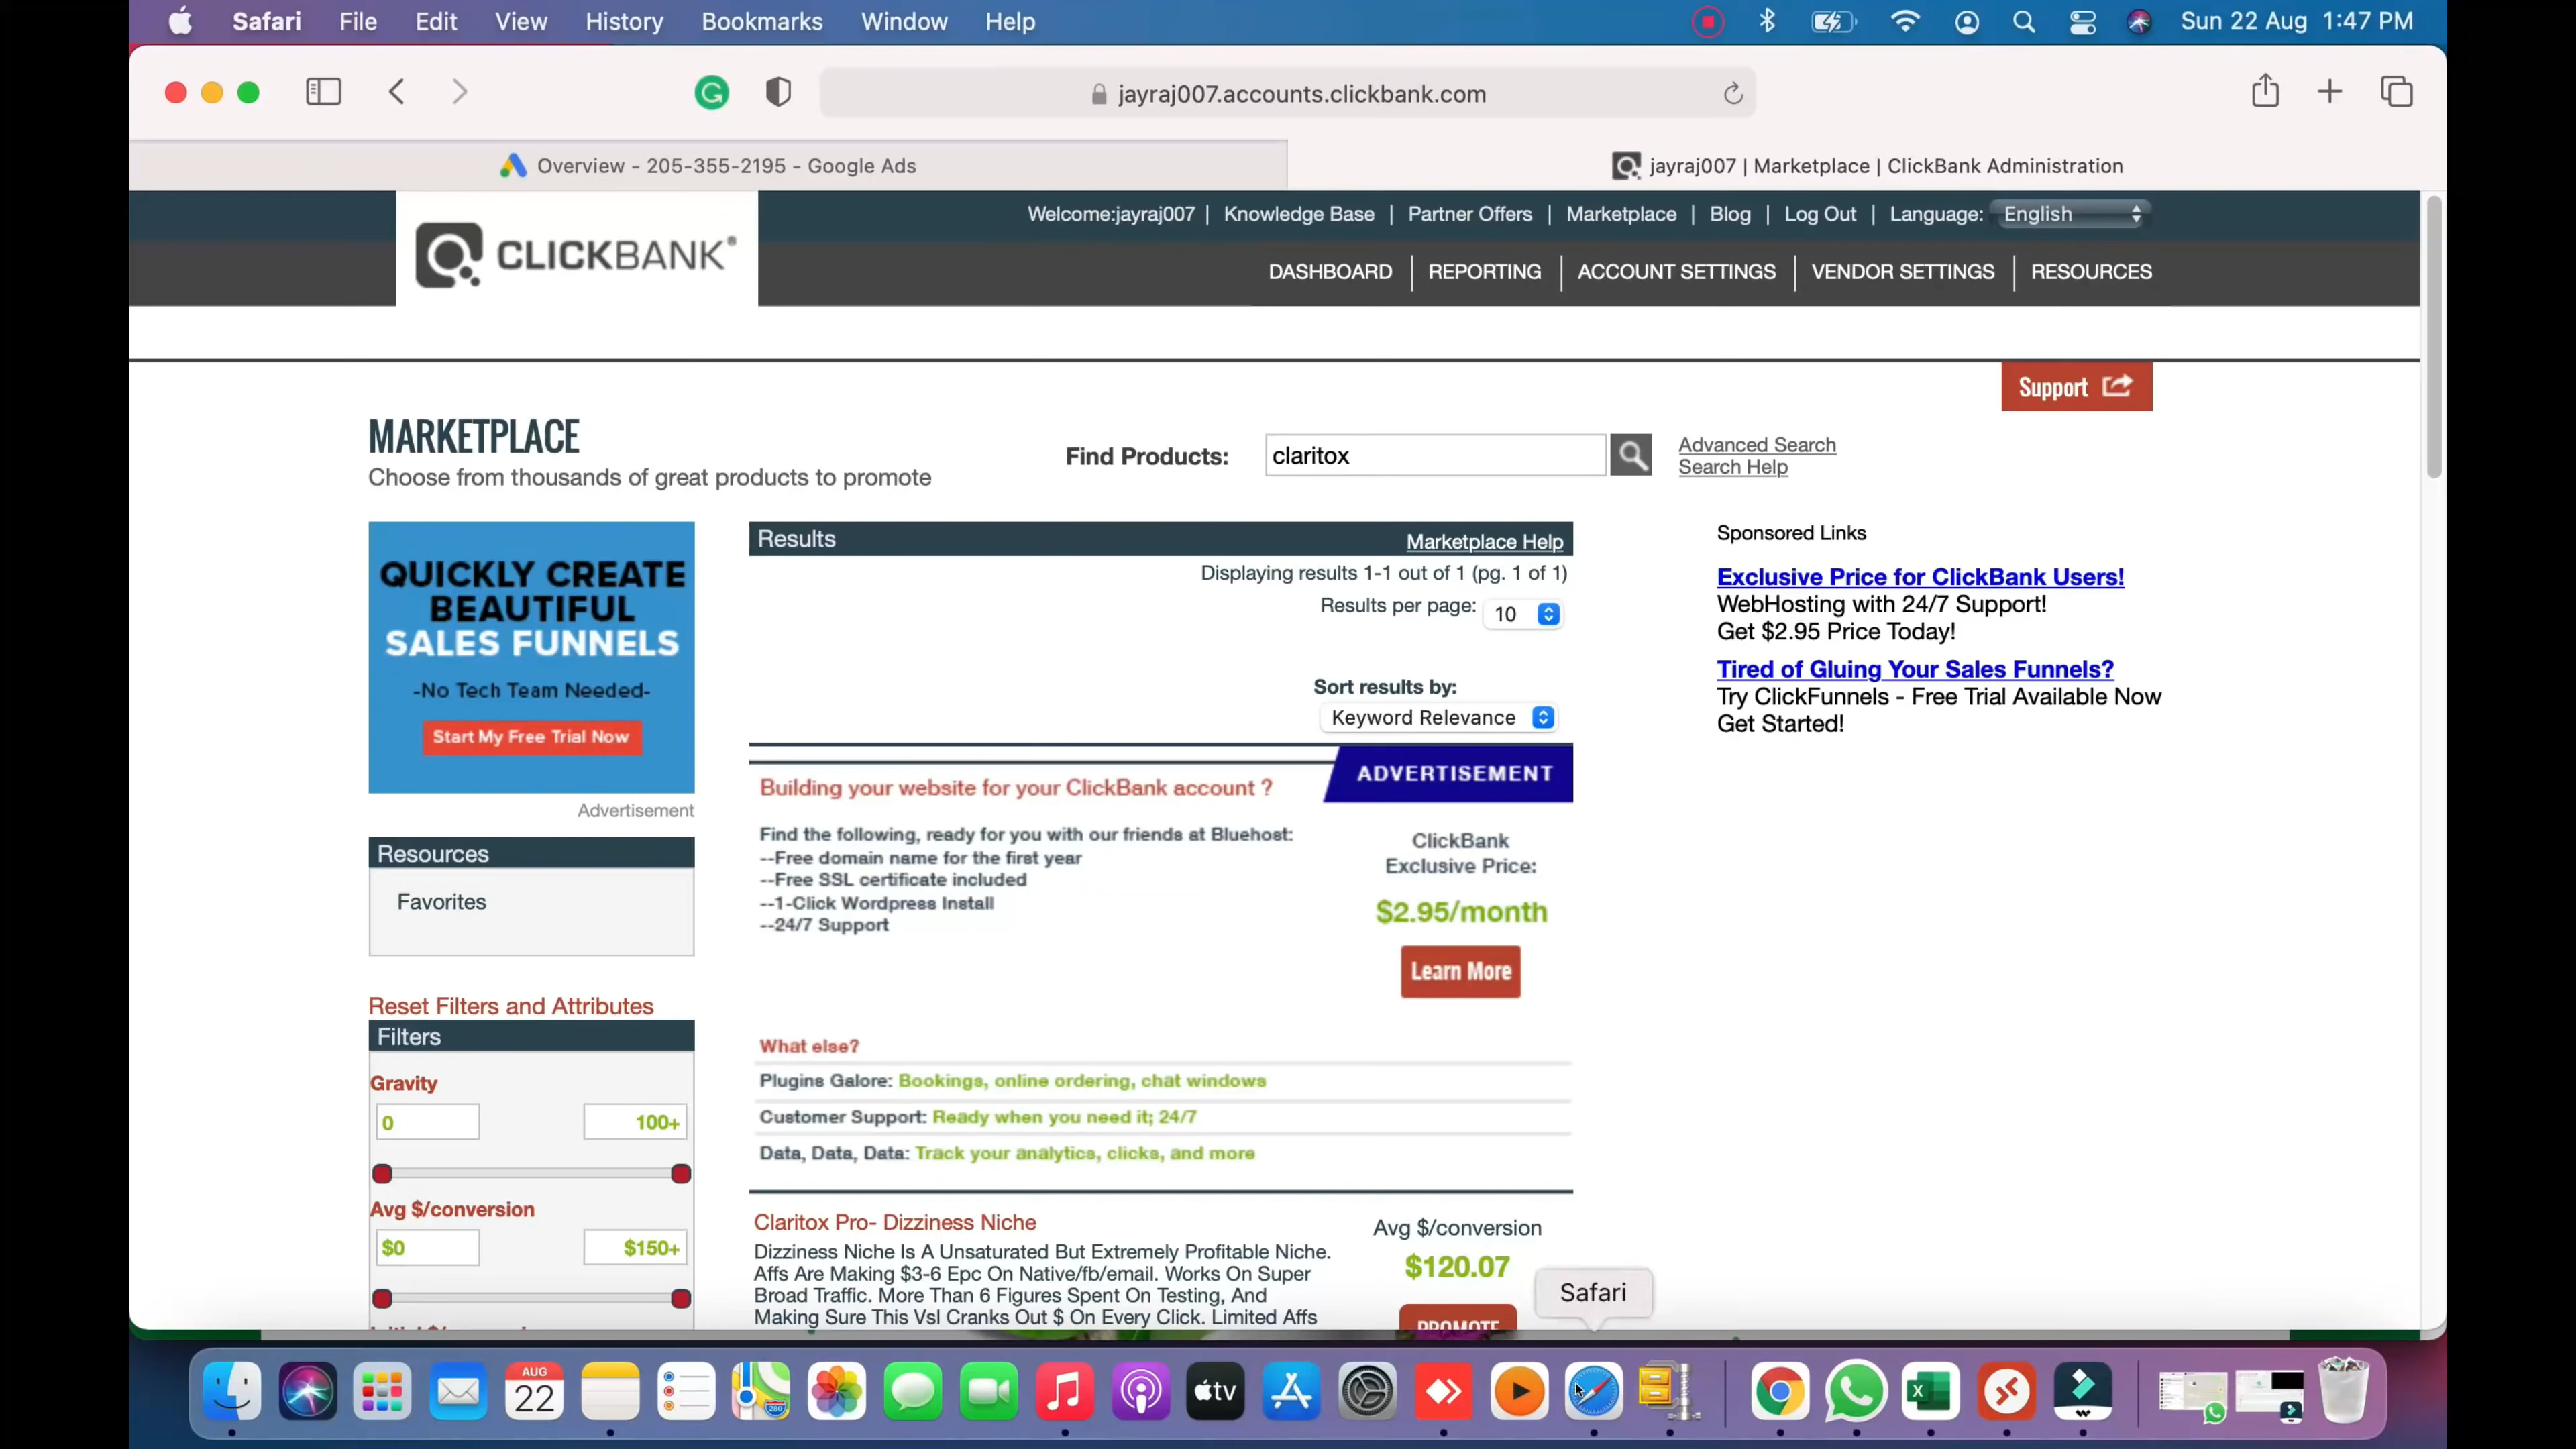 Safari File Edit View History Bookmarks Window Help
Sun 22 Aug 1:47 PM
jayraj007.accounts.clickbank.com
Overview - 205-355-2195 - Google Ads
jayraj007 | Marketplace | ClickBank Administration
Welcome:jayraj007 | Knowledge Base | Partner Offers | Marketplace | Blog | Log Out | Language: English
CLICKBANK®
DASHBOARD | REPORTING | ACCOUNT SETTINGS | VENDOR SETTINGS | RESOURCES
Support
MARKETPLACE
Choose from thousands of great products to promote
Find Products: claritox
Advanced Search
Search Help
QUICKLY CREATE
BEAUTIFUL
SALES FUNNELS
-No Tech Team Needed-
Start My Free Trial Now
Advertisement
Resources
Favorites
Reset Filters and Attributes
Filters
Gravity
0 100+
Avg $/conversion
$0 $150+
Results
Marketplace Help
Displaying results 1-1 out of 1 (pg. 1 of 1)
Results per page: 10
Sort results by:
Keyword Relevance
ADVERTISEMENT
Building your website for your ClickBank account ?
Find the following, ready for you with our friends at Bluehost:
--Free domain name for the first year
--Free SSL certificate included
--1-Click Wordpress Install
--24/7 Support
ClickBank
Exclusive Price:
$2.95/month
Learn More
What else?
Plugins Galore: Bookings, online ordering, chat windows
Customer Support: Ready when you need it; 24/7
Data, Data, Data: Track your analytics, clicks, and more
Claritox Pro- Dizziness Niche
Dizziness Niche Is A Unsaturated But Extremely Profitable Niche.
Affs Are Making $3-6 Epc On Native/fb/email. Works On Super
Broad Traffic. More Than 6 Figures Spent On Testing, And
Making Sure This Vsl Cranks Out $ On Every Click. Limited Affs
Avg $/conversion
$120.07
PROMOTE
Sponsored Links
Exclusive Price for ClickBank Users!
WebHosting with 24/7 Support!
Get $2.95 Price Today!
Tired of Gluing Your Sales Funnels?
Try ClickFunnels - Free Trial Available Now
Get Started!
Safari
AUG
22
tv